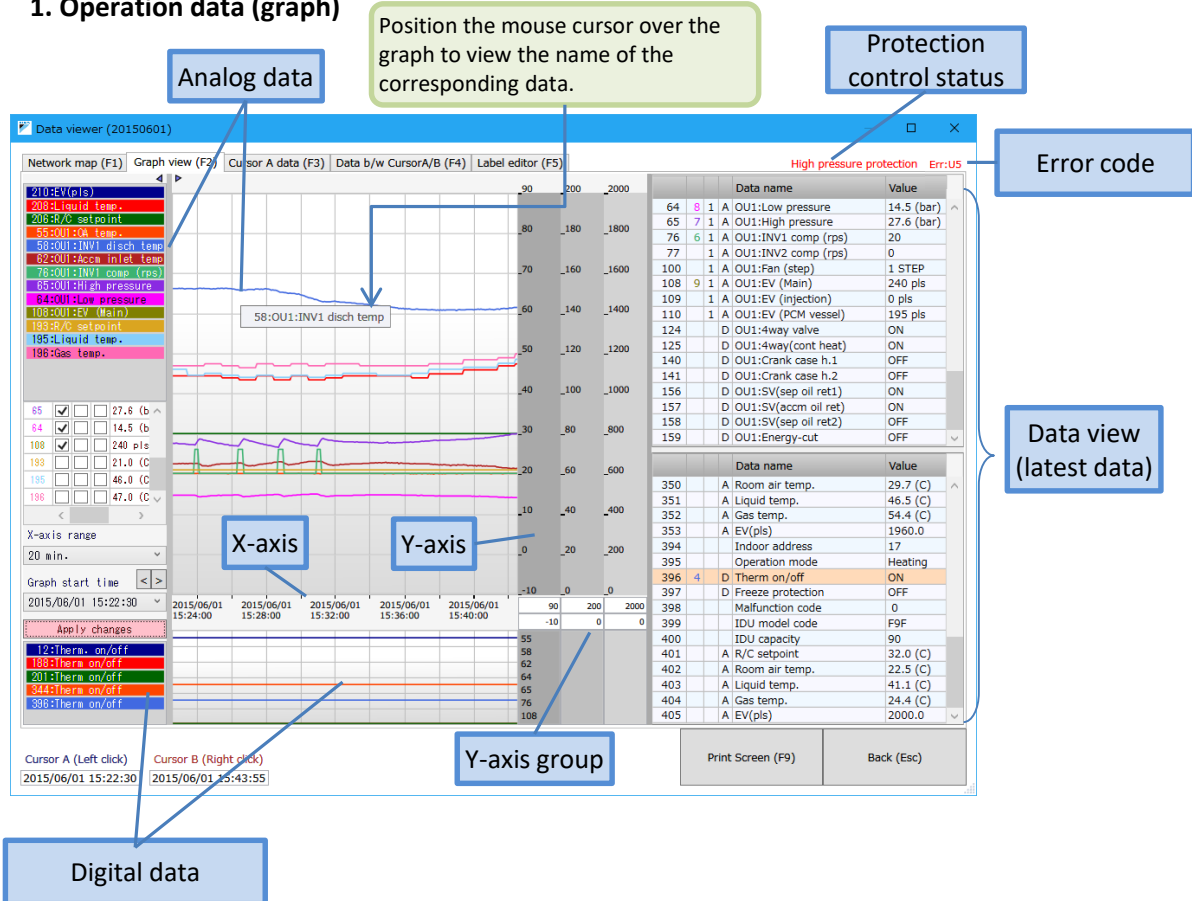 1. Operation data (graph)
Position the mouse cursor over the
graph to view the name of the
corresponding data.
Protection
control status
Analog data
Error code
Data viewer (20150601)
Network map (F1) Graph view (F2) Cursor A data (F3) Data b/w CursorA/B (F4) Label editor (F5)
High pressure protection Err:U5
210:EV(pls)
208:Liquid temp.
206:R/C setpoint
55:OU1:OA temp.
58:OU1:INV1 disch temp
62:OU1:Accm inlet temp
76:OU1:INV1 comp (rps)
65:OU1:High pressure
64:OU1:Low pressure
108:OU1:EV (Main)
193:R/C setpoint
195:Liquid temp.
196:Gas temp.
65 27.6 (b
64 14.5 (b
108 240 pls
193 21.0 (C
195 46.0 (C
196 47.0 (C
X-axis range
20 min.
Graph start time < >
2015/06/01 15:22:30
Apply changes
12:Therm. on/off
188:Therm on/off
201:Therm on/off
344:Therm on/off
396:Therm on/off
58:OU1:INV1 disch temp
90 200 2000
80 180 1800
70 160 1600
60 140 1400
50 120 1200
40 100 1000
30 80 800
20 60 600
10 40 400
0 20 200
-10 0 0
X-axis
Y-axis
2015/06/01 2015/06/01 2015/06/01 2015/06/01 2015/06/01
15:24:00 15:28:00 15:32:00 15:36:00 15:40:00
90 200 2000
-10 0 0
55
58
62
64
65
76
108
Data name Value
64 8 1 A OU1:Low pressure 14.5 (bar)
65 7 1 A OU1:High pressure 27.6 (bar)
76 6 1 A OU1:INV1 comp (rps) 20
77 1 A OU1:INV2 comp (rps) 0
100 1 A OU1:Fan (step) 1 STEP
108 9 1 A OU1:EV (Main) 240 pls
109 1 A OU1:EV (injection) 0 pls
110 1 A OU1:EV (PCM vessel) 195 pls
124 D OU1:4way valve ON
125 D OU1:4way(cont heat) ON
140 D OU1:Crank case h.1 OFF
141 D OU1:Crank case h.2 OFF
156 D OU1:SV(sep oil ret1) ON
157 D OU1:SV(accm oil ret) ON
158 D OU1:SV(sep oil ret2) OFF
159 D OU1:Energy-cut OFF
Data name Value
350 A Room air temp. 29.7 (C)
351 A Liquid temp. 46.5 (C)
352 A Gas temp. 54.4 (C)
353 A EV(pls) 1960.0
394 Indoor address 17
395 Operation mode Heating
396 4 D Therm on/off ON
397 D Freeze protection OFF
398 Malfunction code 0
399 IDU model code F9F
400 IDU capacity 90
401 A R/C setpoint 32.0 (C)
402 A Room air temp. 22.5 (C)
403 A Liquid temp. 41.1 (C)
404 A Gas temp. 24.4 (C)
405 A EV(pls) 2000.0
Data view
(latest data)
Y-axis group
Cursor A (Left click) Cursor B (Right click)
2015/06/01 15:22:30 2015/06/01 15:43:55
Print Screen (F9) Back (Esc)
Digital data